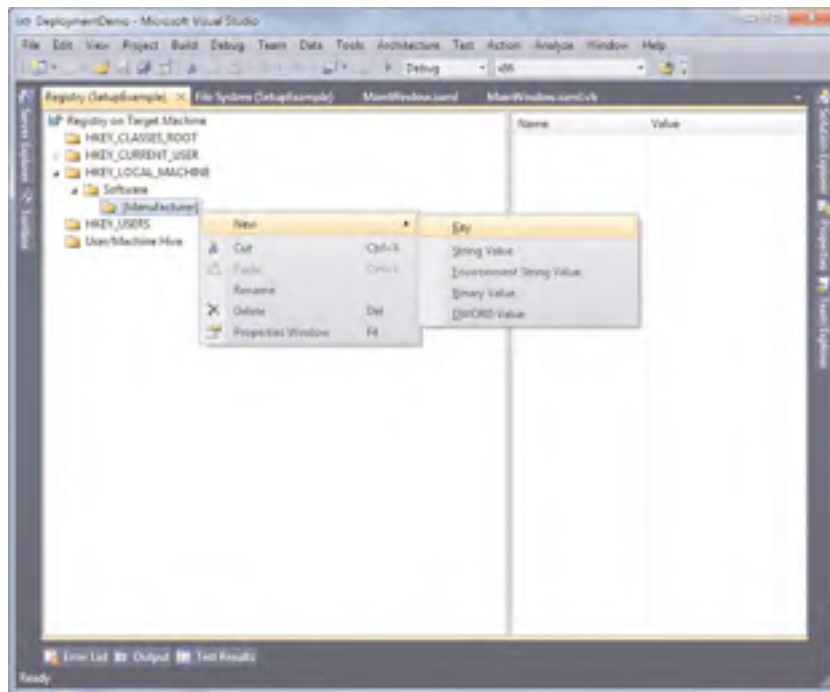 DeploymentDemo - Microsoft Visual Studio
File Edit View Project Build Debug Team Data Tools Architecture Test Action Analyze Window Help
Debug x86
Registry (SetupExample) File System (SetupExample) MainWindow.xaml MainWindow.xaml.vb
Registry on Target Machine
HKEY_CLASSES_ROOT
HKEY_CURRENT_USER
HKEY_LOCAL_MACHINE
Software
[Manufacturer]
HKEY_USERS
User/Machine Hive
Name Value
New
Cut Ctrl+X
Paste Ctrl+V
Rename
Delete Del
Properties Window F4
Key
String Value
Environment String Value
Binary Value
DWORD Value
Server Explorer
Toolbox
Solution Explorer
Properties
Team Explorer
Error List Output Test Results
Ready